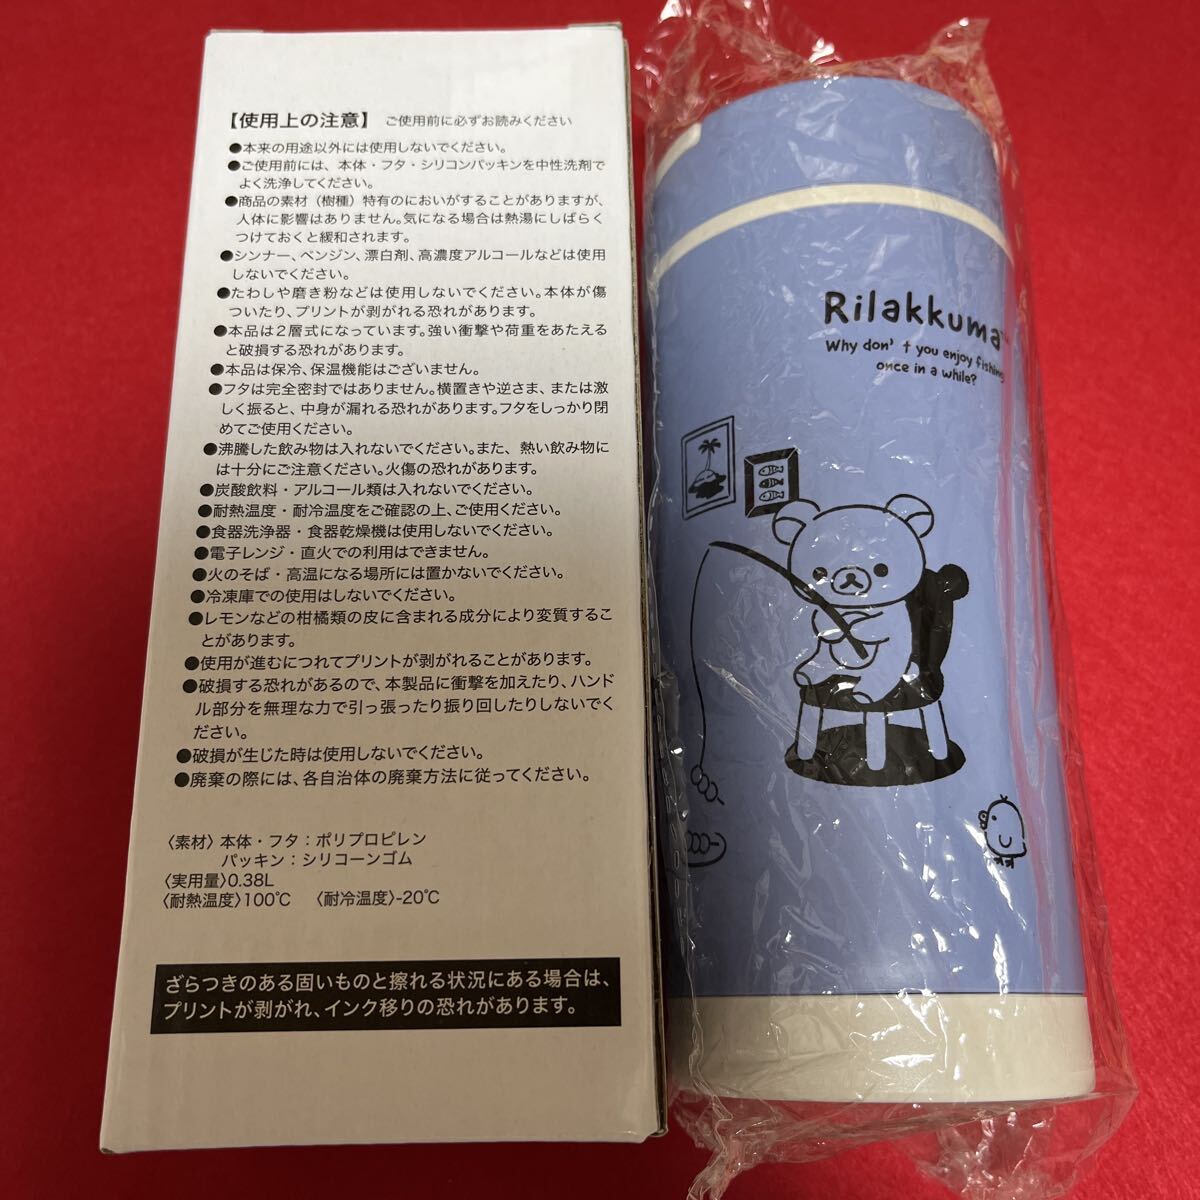 【使用上の注意】 ご使用前に必ずお読みください
●本来の用途以外には使用しないでください。
●ご使用前には、本体・フタ・シリコンパッキンを中性洗剤で
よく洗浄してください。
●商品の素材（樹種）特有のにおいがすることがありますが、
人体に影響はありません。気になる場合は熱湯にしばらく
つけておくと緩和されます。
●シンナー、ベンジン、漂白剤、高濃度アルコールなどは使用
しないでください。
●たわしや磨き粉などは使用しないでください。本体が傷
ついたり、プリントが剥がれる恐れがあります。
●本品は2層式になっています。強い衝撃や荷重をあたえる
と破損する恐れがあります。
●本品は保冷、保温機能はございません。
●フタは完全密封ではありません。横置きや逆さま、または激
しく振ると、中身が漏れる恐れがあります。フタをしっかり閉
めてご使用ください。
●沸騰した飲み物は入れないでください。また、熱い飲み物に
は十分にご注意ください。火傷の恐れがあります。
●炭酸飲料・アルコール類は入れないでください。
●耐熱温度・耐冷温度をご確認の上、ご使用ください。
●食器洗浄器・食器乾燥機は使用しないでください。
●電子レンジ・直火での利用はできません。
●火のそば・高温になる場所には置かないでください。
●冷凍庫での使用はしないでください。
●レモンなどの柑橘類の皮に含まれる成分により変質するこ
とがあります。
●使用が進むにつれてプリントが剥がれることがあります。
●破損する恐れがあるので、本製品に衝撃を加えたり、ハンド
ル部分を無理な力で引っ張ったり振り回したりしないでく
ださい。
●破損が生じた時は使用しないでください。
●廃棄の際には、各自治体の廃棄方法に従ってください。
〈素材〉本体・フタ：ポリプロピレン
パッキン：シリコーンゴム
〈実用量〉0.38L
〈耐熱温度〉100℃ 〈耐冷温度〉-20℃
ざらつきのある固いものと擦れる状況にある場合は、
プリントが剥がれ、インク移りの恐れがあります。
Rilakkuma™
Why don't you enjoy fishing
once in a while?